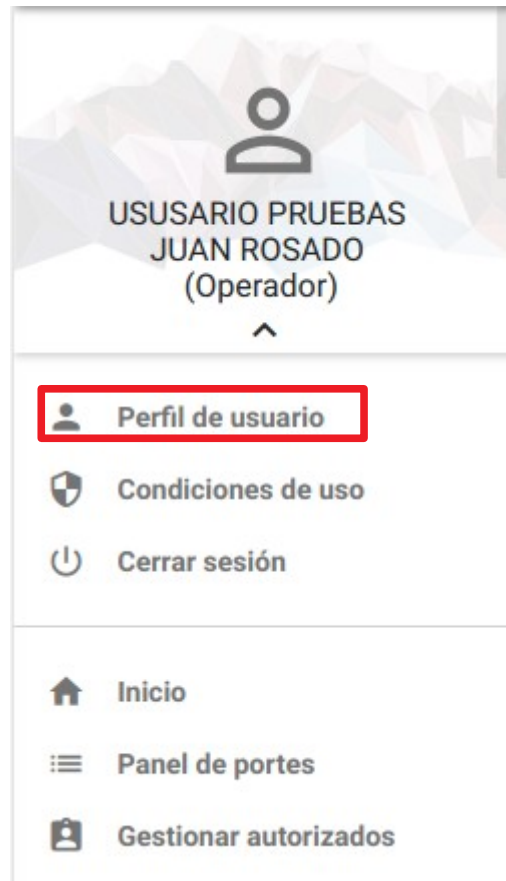 USUSARIO PRUEBAS
JUAN ROSADO
(Operador)
Perfil de usuario
Condiciones de uso
Cerrar sesión
Inicio
Panel de portes
Gestionar autorizados